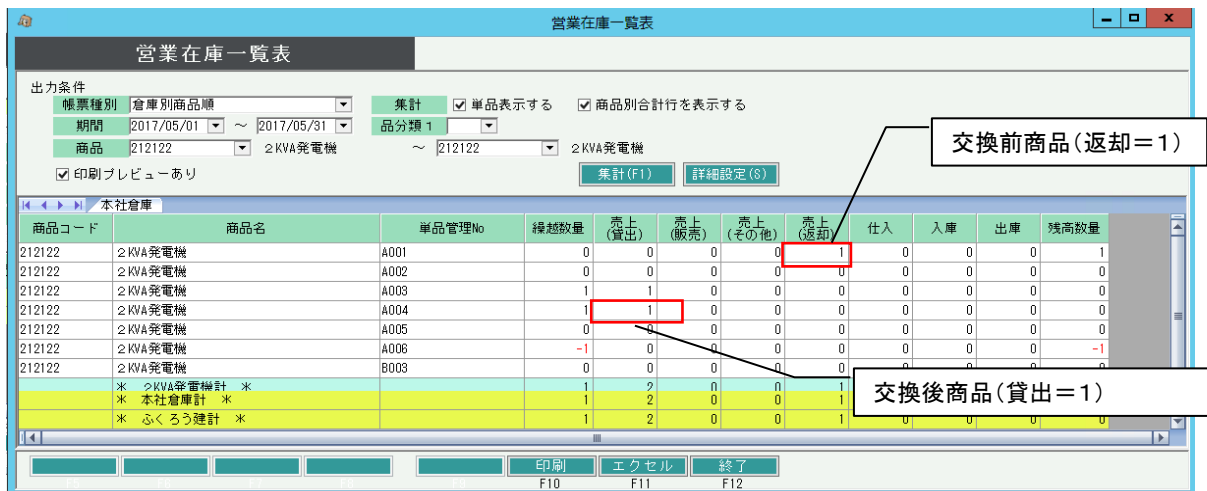 営業在庫一覧表
営業在庫一覧表
出力条件
帳票種別 倉庫別商品順 集計 単品表示する 商品別合計行を表示する
期間 2017/05/01 ～ 2017/05/31 品分類1
商品 212122 2KVA発電機 ～ 212122 2KVA発電機
印刷プレビューあり 集計(F1) 詳細設定(S)
交換前商品(返却=1)
本社倉庫
商品コード 商品名 単品管理No 繰越数量 売上(貸出) 売上(販売) 売上(その他) 売上(返却) 仕入 入庫 出庫 残高数量
212122 2KVA発電機 A001 0 0 0 0 1 0 0 0 1
212122 2KVA発電機 A002 0 0 0 0 0 0 0 0 0
212122 2KVA発電機 A003 1 1 0 0 0 0 0 0 0
212122 2KVA発電機 A004 1 1 0 0 0 0 0 0 0
212122 2KVA発電機 A005 0 0 0 0 0 0 0 0 0
212122 2KVA発電機 A006 -1 0 0 0 0 0 0 0 -1
212122 2KVA発電機 B003 0 0 0 0 0 0 0 0 0
＊ 2KVA発電機計 ＊ 1 2 0 0 1
＊ 本社倉庫計 ＊ 1 2 0 0 1
＊ ふくろう建計 ＊ 1 2 0 0 1 0 0 0 0
交換後商品(貸出=1)
印刷 エクセル 終了
F5 F6 F7 F8 F9 F10 F11 F12